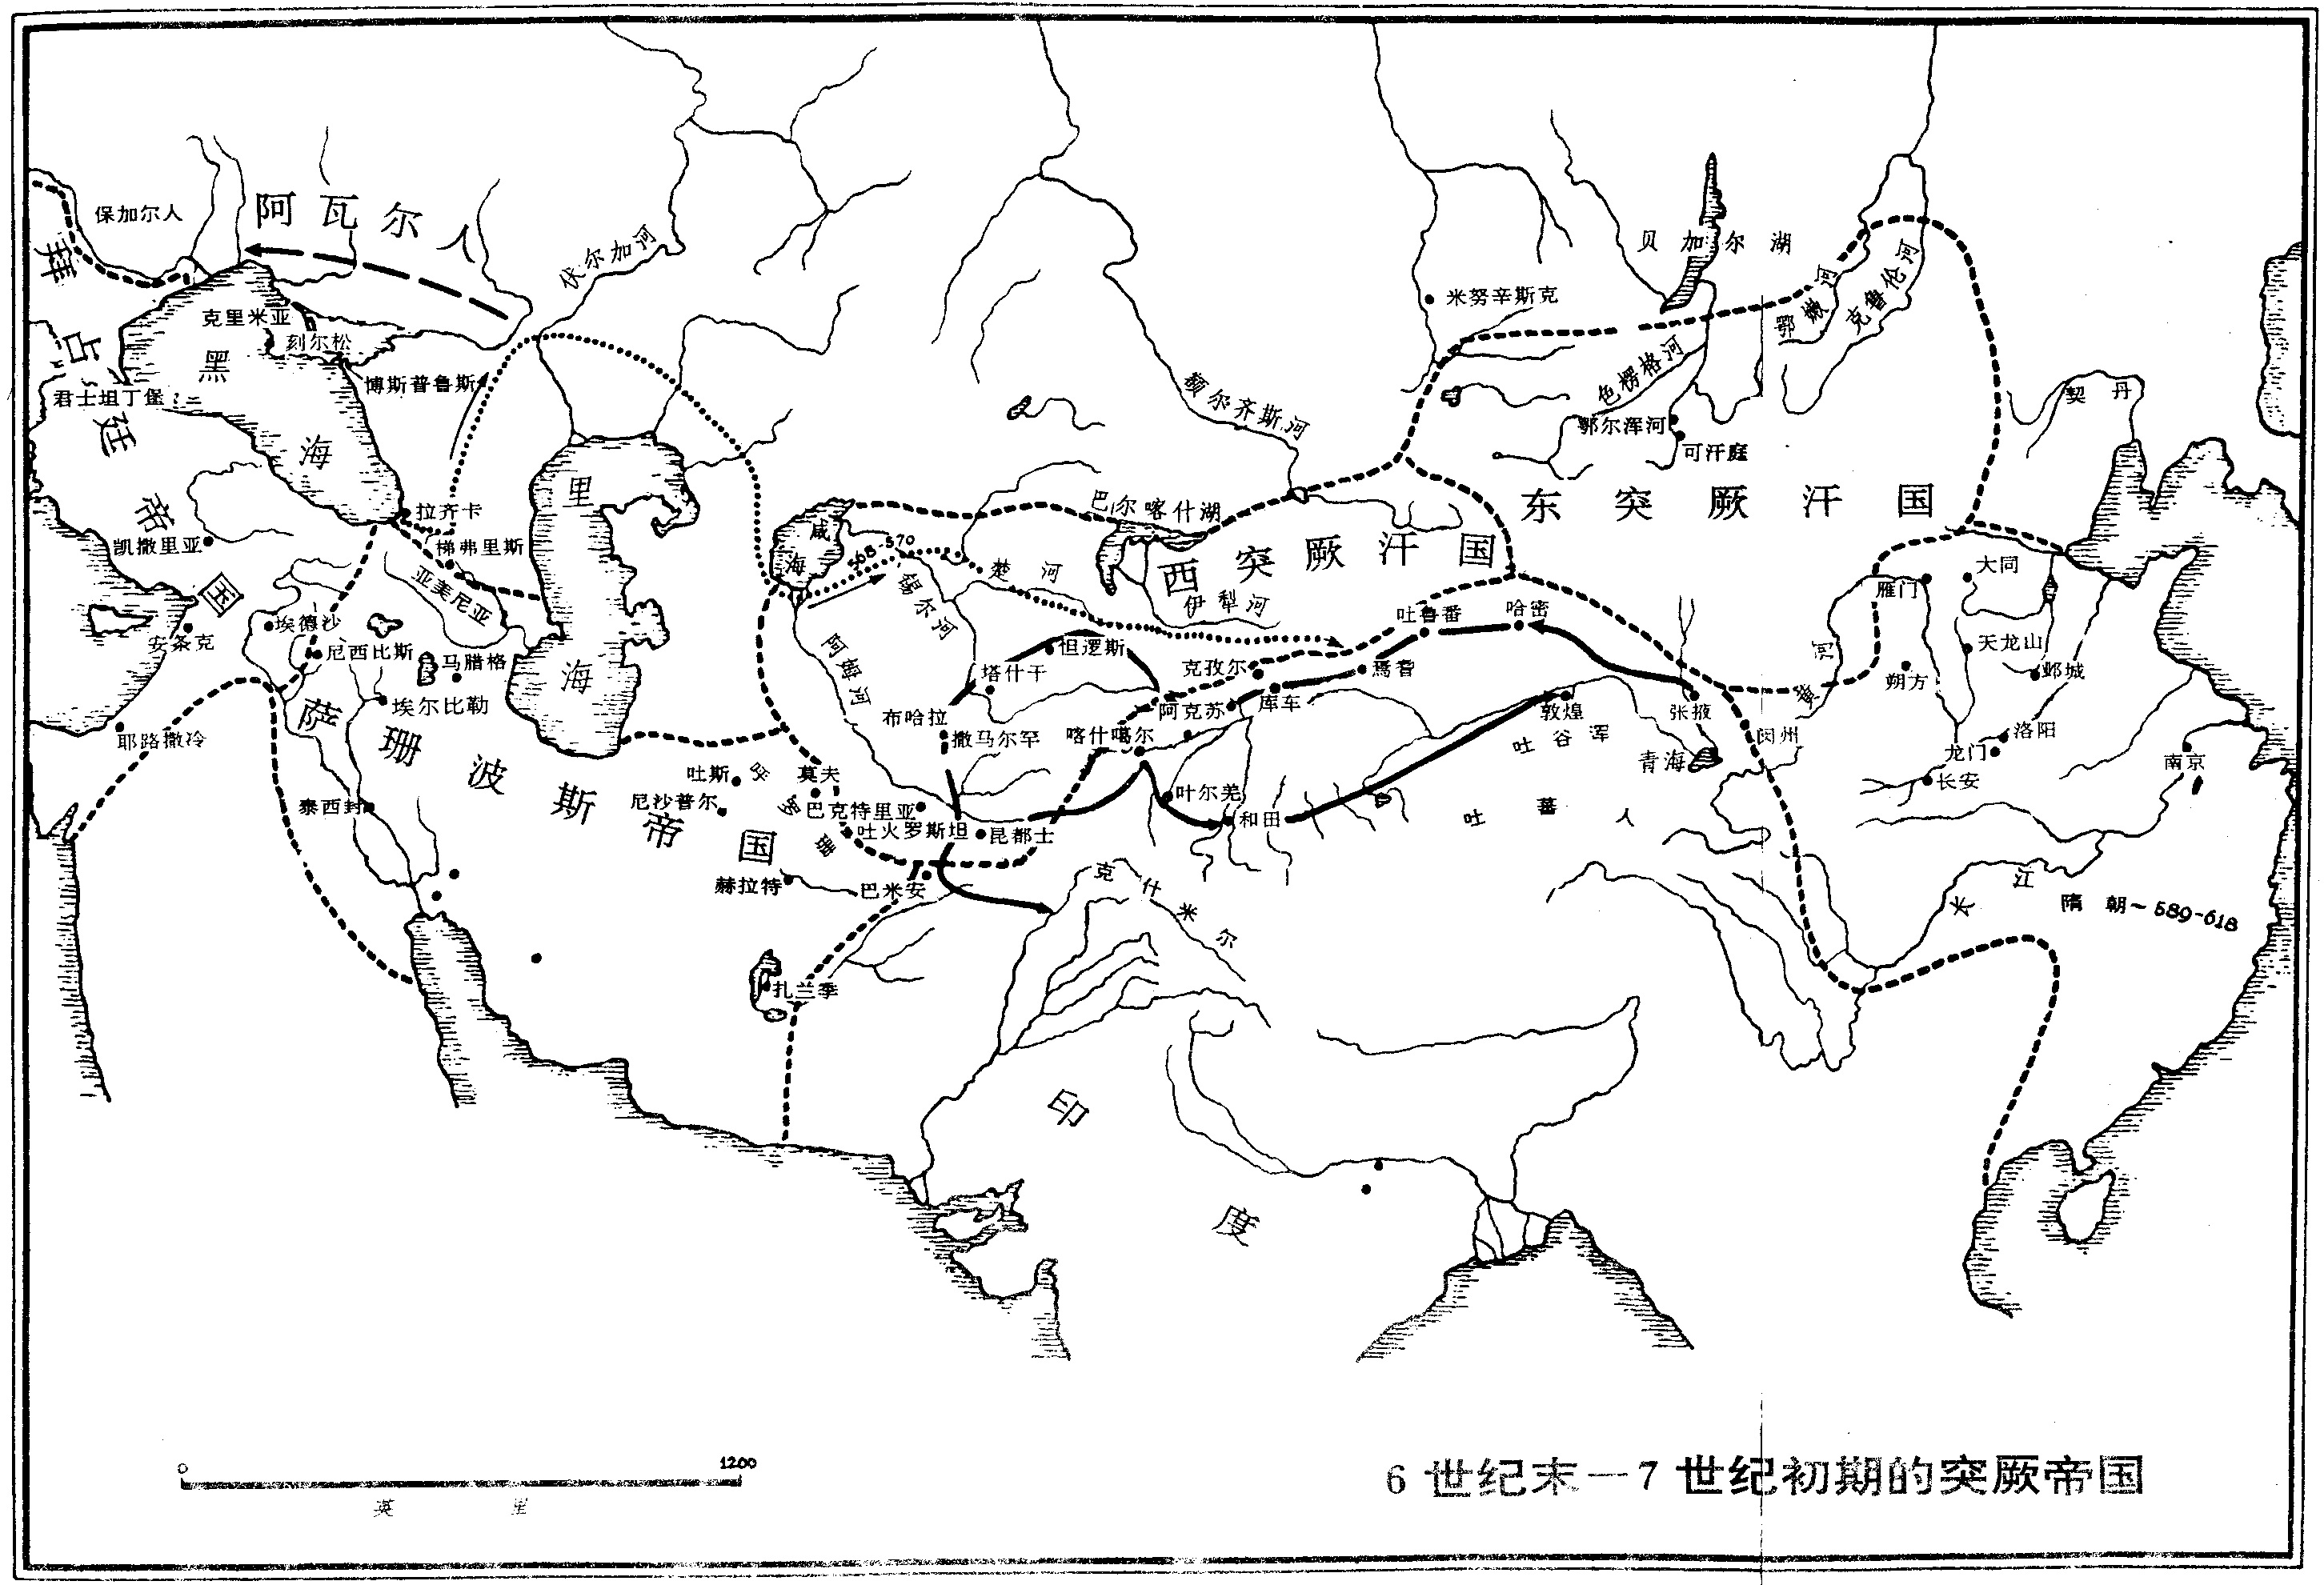 保加尔人
阿瓦尔人
伏尔加河
贝加尔湖
鄂嫩河
克鲁伦河
米努辛斯克
克里米亚
刻尔松
黑海
博斯普鲁斯
君士坦丁堡
拜占廷帝国
额尔齐斯河
色楞格河
鄂尔浑河
可汗庭
契丹
里海
拉齐卡
梯弗里斯
亚美尼亚
凯撒里亚
安条克
埃德沙
尼西比斯
马腊格
埃尔比勒
耶路撒冷
泰西封
萨珊波斯帝国
咸海
568-570
锡尔河
楚河
巴尔喀什湖
西突厥汗国
东突厥汗国
伊犁河
阿姆河
怛逻斯
塔什干
布哈拉
撒马尔罕
克孜尔
吐鲁番
哈密
焉耆
库车
阿克苏
喀什噶尔
叶尔羌
和田
敦煌
张掖
吐谷浑
青海
吐蕃人
黄河
雁门
大同
天龙山
邺城
朔方
洛阳
龙门
长安
南京
隋朝~589-618
吐斯
尼沙普尔
莫夫
巴克特里亚
吐火罗斯坦
昆都士
赫拉特
巴米安
克什米尔
扎兰季
印度
0 1200
英里
6世纪末—7世纪初期的突厥帝国